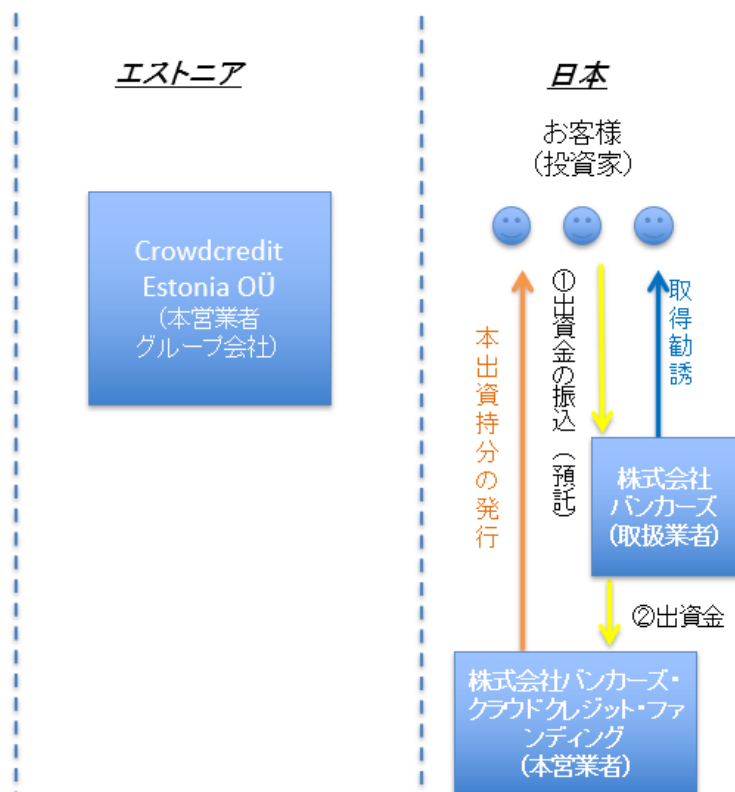 エストニア
Crowdcredit
Estonia OÜ
(本営業者
グループ会社)
日本
お客様
(投資家)
本出資持分の発行
①出資金の振込(預託)
取得勧誘
株式会社
バンカーズ
(取扱業者)
②出資金
株式会社バンカーズ・
クラウドクレジット・ファ
ンディング
(本営業者)